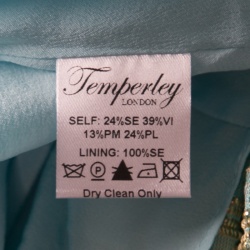 Temperley
LONDON
SELF: 24%SE 39%VI
13%PM 24%PL
LINING: 100%SE
Dry Clean Only